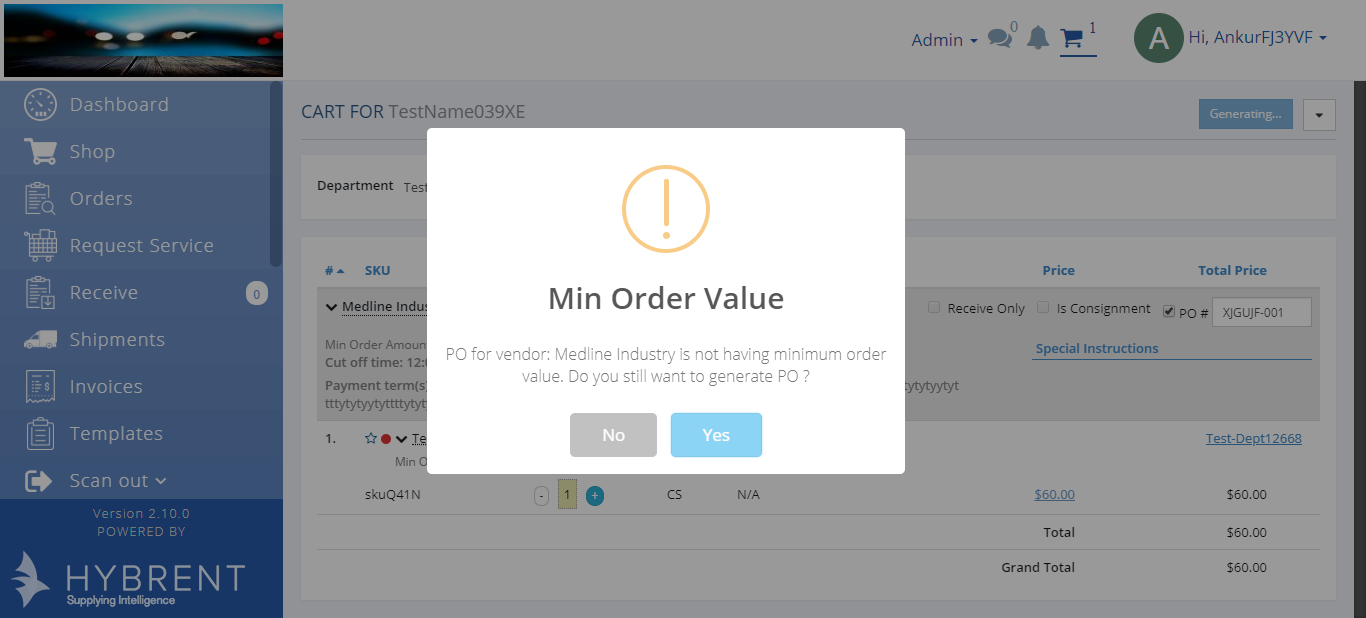 Admin
0
1
A
Hi, AnkurFJ3YVF
Dashboard
Shop
Orders
Request Service
Receive
0
Shipments
Invoices
Templates
Scan out
Version 2.10.0
POWERED BY
HYBRENT
Supplying Intelligence
CART FOR TestName039XE
Generating...
Department Test
# SKU
Price Total Price
Medline Indus
Receive Only Is Consignment PO # XJGUJF-001
Min Order Amoun
Special Instructions
Cut off time: 12:0
Payment term(s)
tttytytyytyttttytyt
Min Order Value
PO for vendor: Medline Industry is not having minimum order
value. Do you still want to generate PO ?
No Yes
1. Te
Test-Dept12668
Min O
skuQ41N - 1 + CS N/A $60.00 $60.00
Total $60.00
Grand Total $60.00